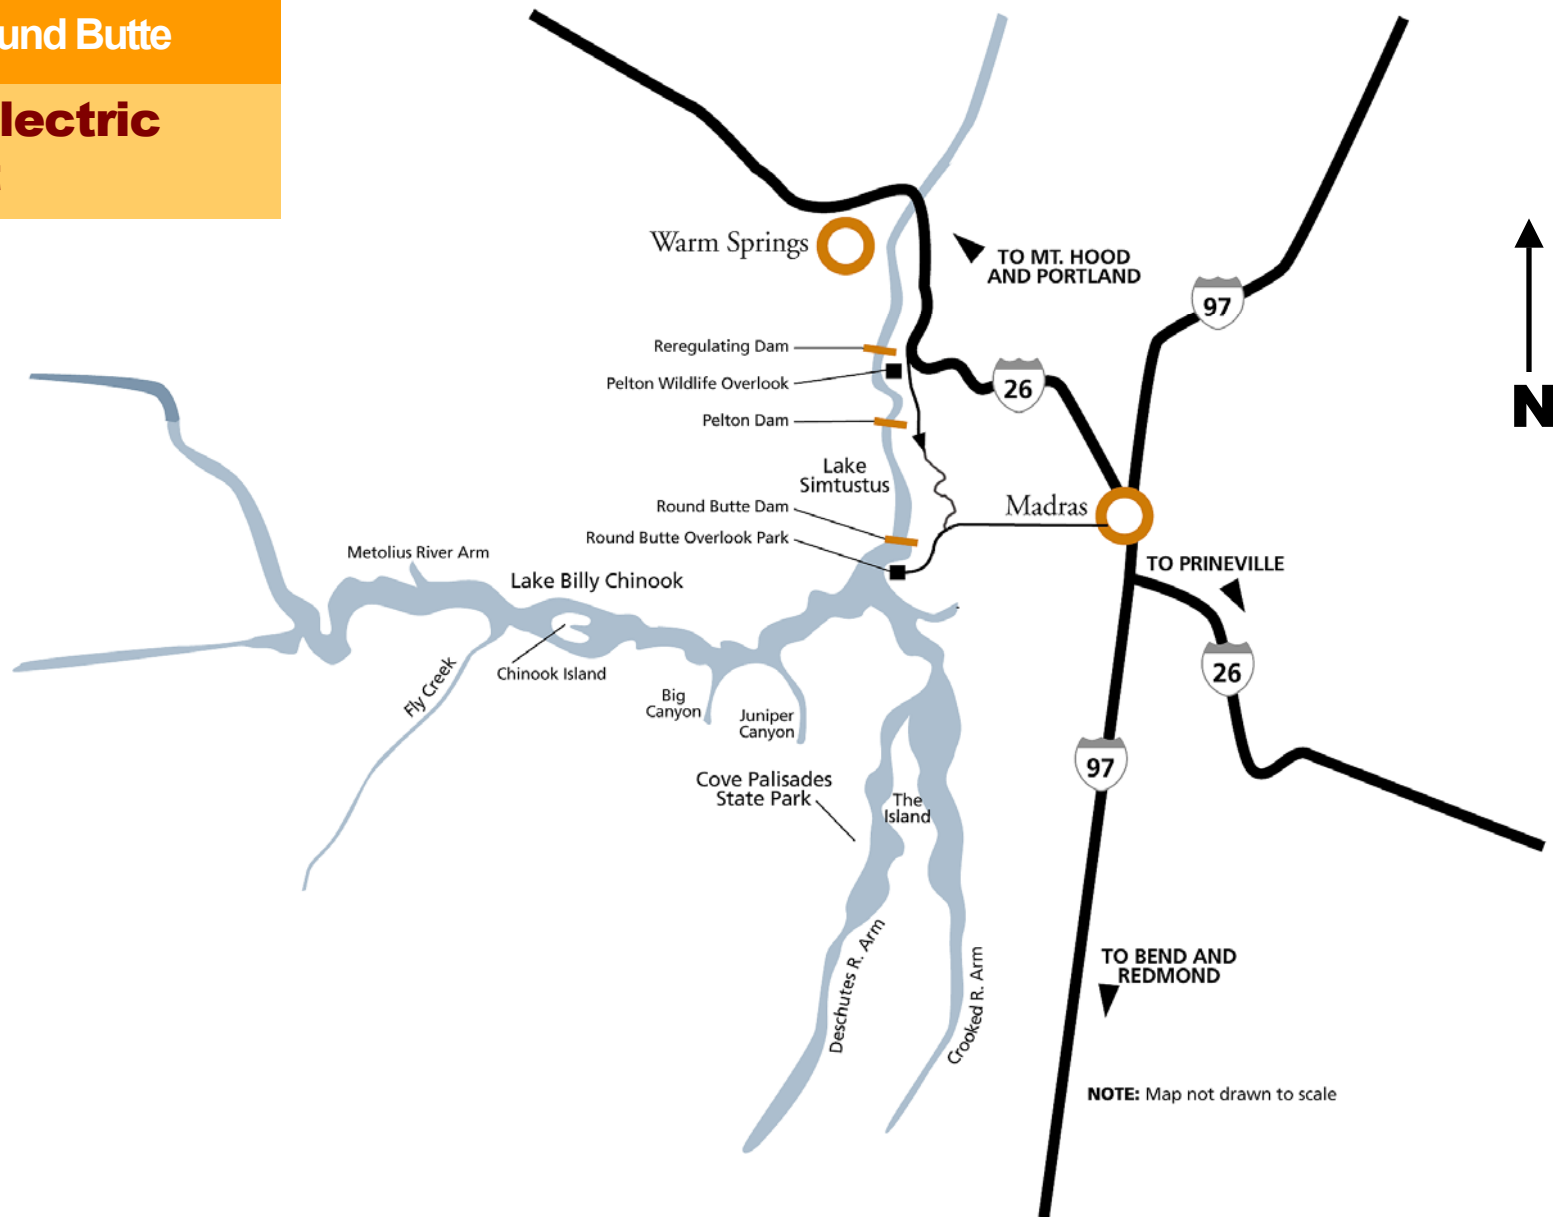 und Butte
lectric
Warm Springs
TO MT. HOOD
AND PORTLAND
97
N
Reregulating Dam
Pelton Wildlife Overlook
26
Pelton Dam
Lake
Simtustus
Round Butte Dam
Madras
Round Butte Overlook Park
Metolius River Arm
Lake Billy Chinook
TO PRINEVILLE
Chinook Island
Fly Creek
26
Big
Canyon
Juniper
Canyon
97
Cove Palisades
State Park
The
Island
Deschutes R. Arm
Crooked R. Arm
TO BEND AND
REDMOND
NOTE: Map not drawn to scale